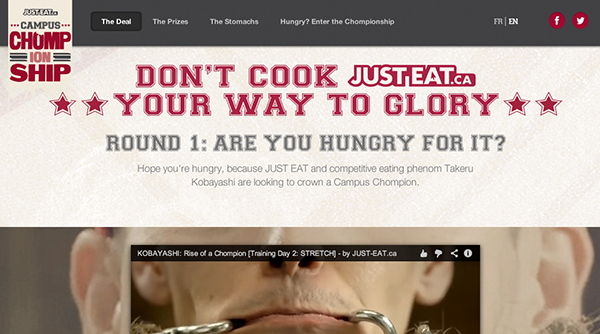 JUST-EAT.ca
CAMPUS
CHOMP
ION
SHIP
The Deal The Prizes The Stomachs Hungry? Enter the Chompionship FR | EN
DON'T COOK JUST-EAT.CA
YOUR WAY TO GLORY
ROUND 1: ARE YOU HUNGRY FOR IT?
Hope you're hungry, because JUST EAT and competitive eating phenom Takeru
Kobayashi are looking to crown a Campus Chompion.
KOBAYASHI: Rise of a Chompion [Training Day 2: STRETCH] - by JUST-EAT.ca